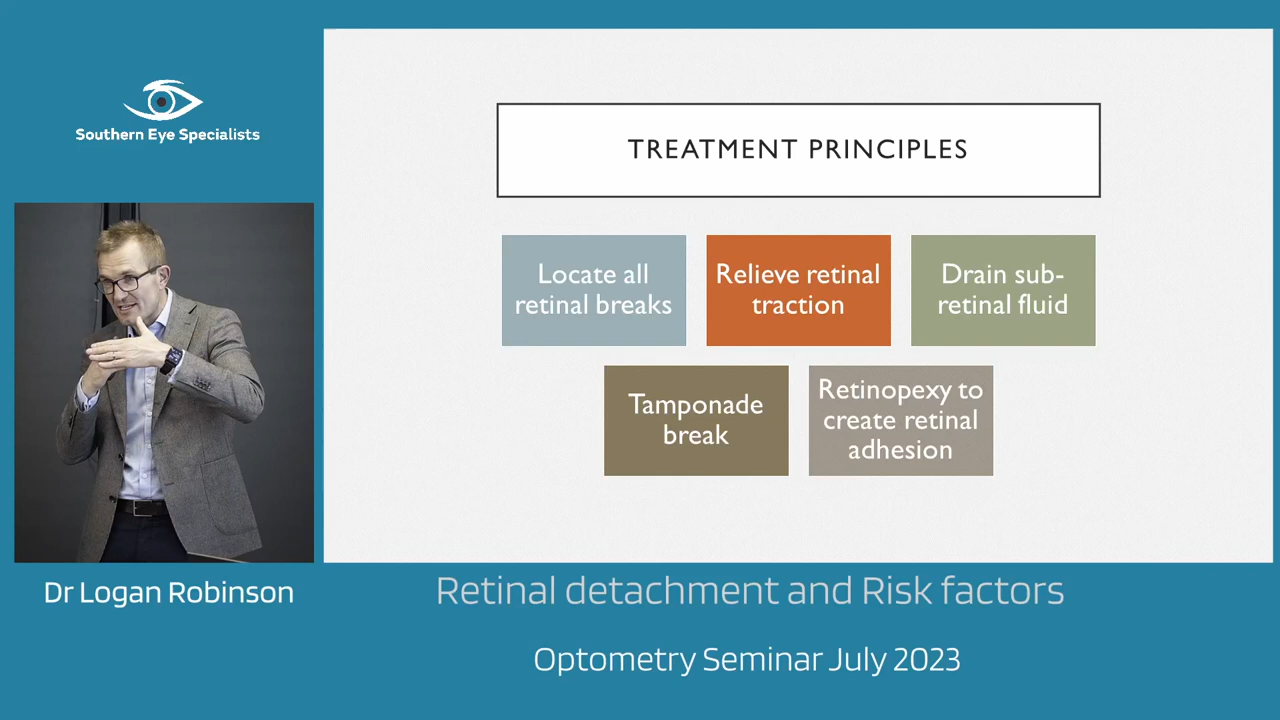 Southern Eye Specialists
TREATMENT PRINCIPLES
Locate all
retinal breaks
Relieve retinal
traction
Drain sub-
retinal fluid
Tamponade
break
Retinopexy to
create retinal
adhesion
Dr Logan Robinson
Retinal detachment and Risk factors
Optometry Seminar July 2023